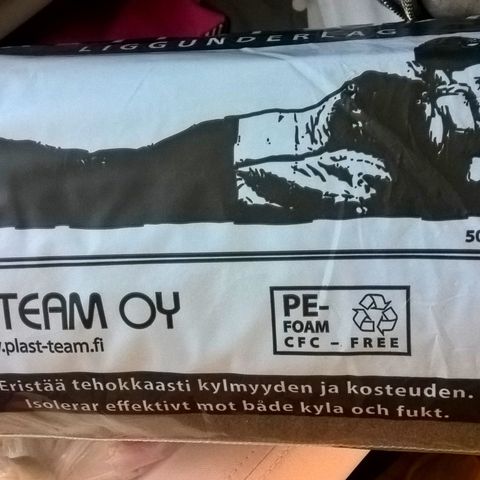 LIGGUNDERLAG
50
TEAM OY
.plast-team.fi
PE-
FOAM
CFC - FREE
Eristää tehokkaasti kylmyyden ja kosteuden.
Isolerar effektivt mot både kyla och fukt.